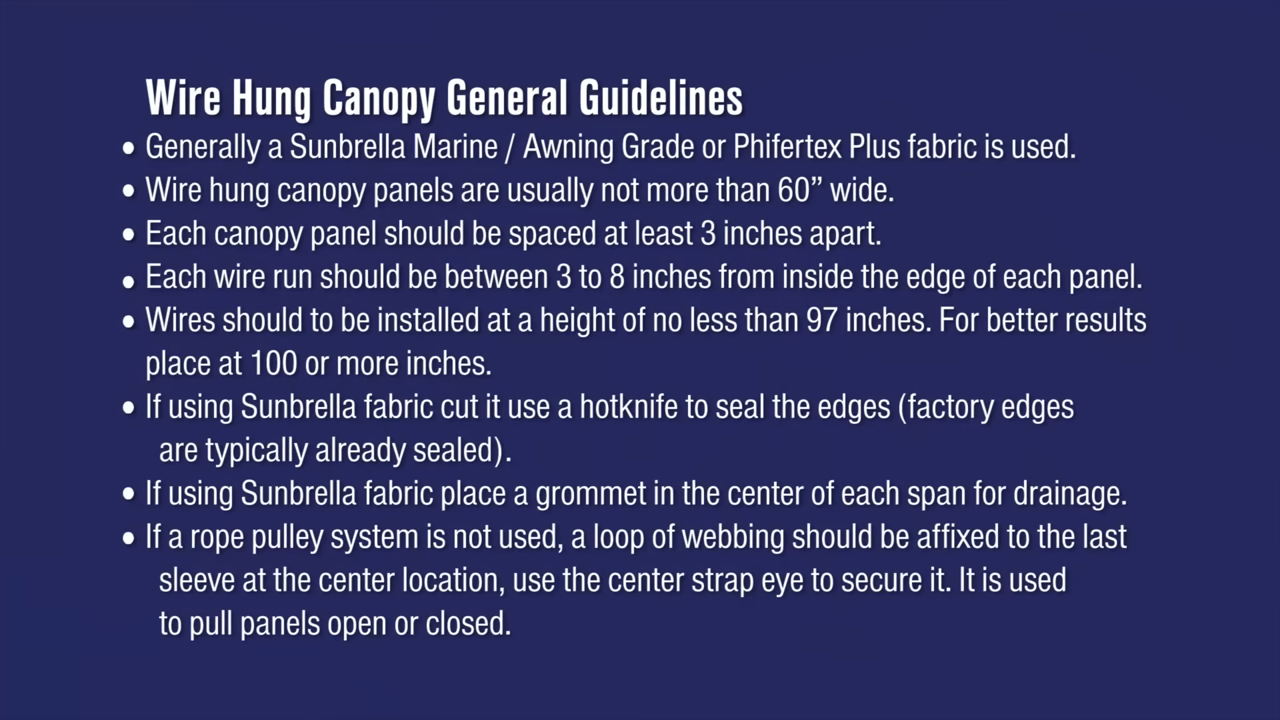 Wire Hung Canopy General Guidelines
• Generally a Sunbrella Marine / Awning Grade or Phifertex Plus fabric is used.
• Wire hung canopy panels are usually not more than 60” wide.
• Each canopy panel should be spaced at least 3 inches apart.
• Each wire run should be between 3 to 8 inches from inside the edge of each panel.
• Wires should to be installed at a height of no less than 97 inches. For better results
place at 100 or more inches.
• If using Sunbrella fabric cut it use a hotknife to seal the edges (factory edges
are typically already sealed).
• If using Sunbrella fabric place a grommet in the center of each span for drainage.
• If a rope pulley system is not used, a loop of webbing should be affixed to the last
sleeve at the center location, use the center strap eye to secure it. It is used
to pull panels open or closed.